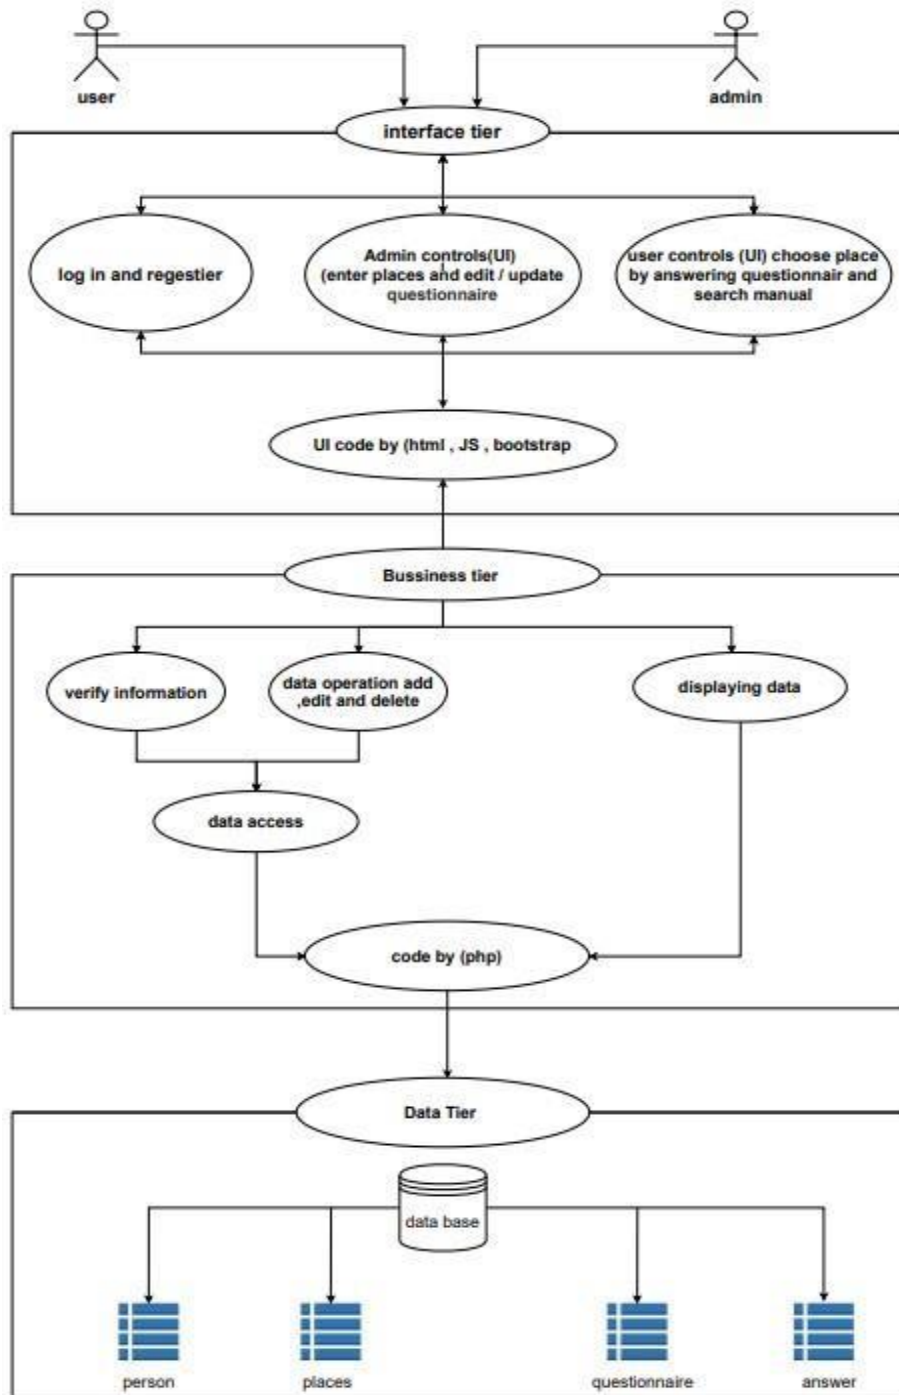 user
admin
interface tier
log in and regestier
Admin controls(UI)
(enter places and edit / update
questionnaire
user controls (UI) choose place
by answering questionnair and
search manual
UI code by (html , JS , bootstrap
Bussiness tier
verify information
data operation add
,edit and delete
displaying data
data access
code by (php)
Data Tier
data base
person
places
questionnaire
answer